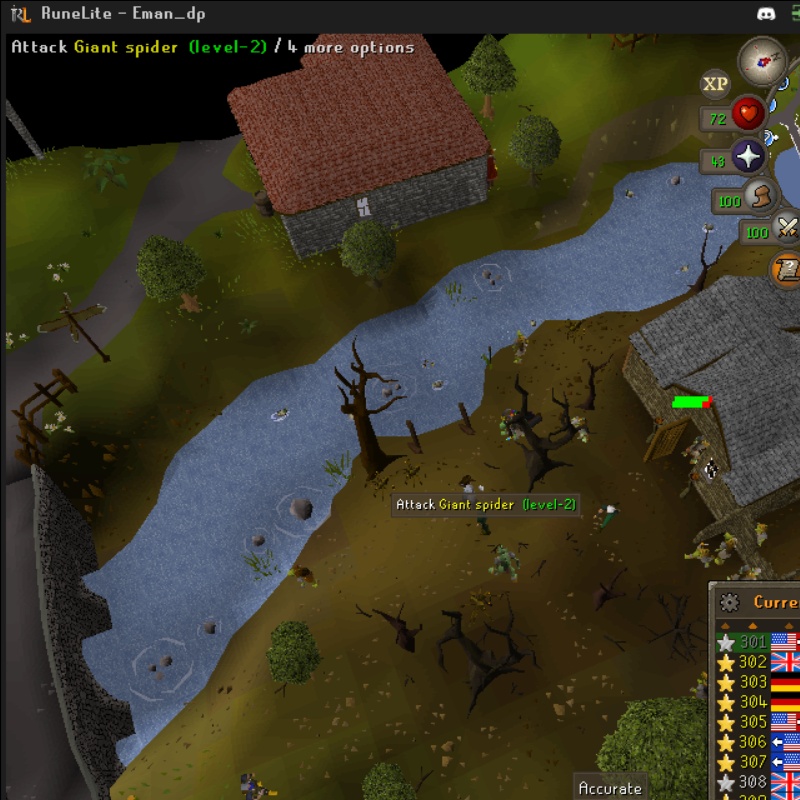 RuneLite - Eman_dp
Attack Giant spider (level-2) / 4 more options
XP
72
43
100
100
?
Attack Giant spider (level-2)
Curre
301
302
303
304
305
306
307
308
Accurate